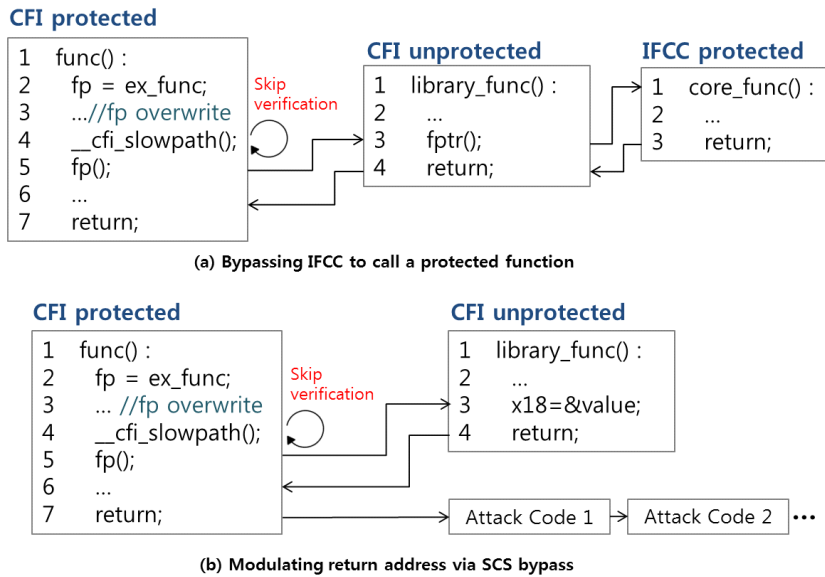 CFI protected
1 func() :
2 fp = ex_func;
3 ...//fp overwrite
4 __cfi_slowpath();
5 fp();
6 ...
7 return;
Skip
verification
CFI unprotected
1 library_func() :
2 ...
3 fptr();
4 return;
IFCC protected
1 core_func() :
2 ...
3 return;
(a) Bypassing IFCC to call a protected function
CFI protected
1 func() :
2 fp = ex_func;
3 ... //fp overwrite
4 __cfi_slowpath();
5 fp();
6 ...
7 return;
Skip
verification
CFI unprotected
1 library_func() :
2 ...
3 x18=&value;
4 return;
Attack Code 1
Attack Code 2
...
(b) Modulating return address via SCS bypass